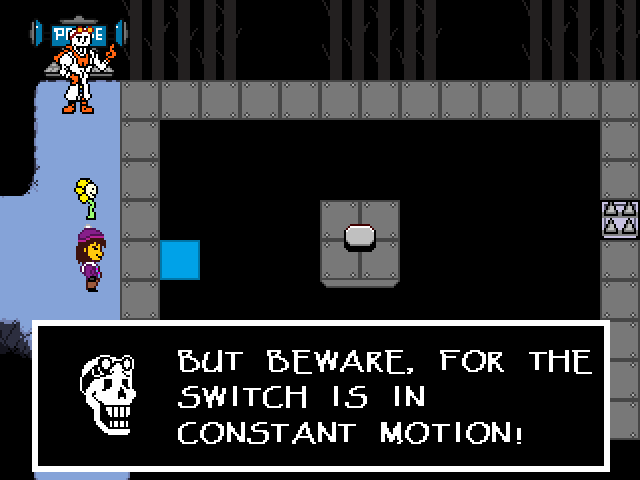 BUT BEWARE, FOR THE
SWITCH IS IN
CONSTANT MOTION!